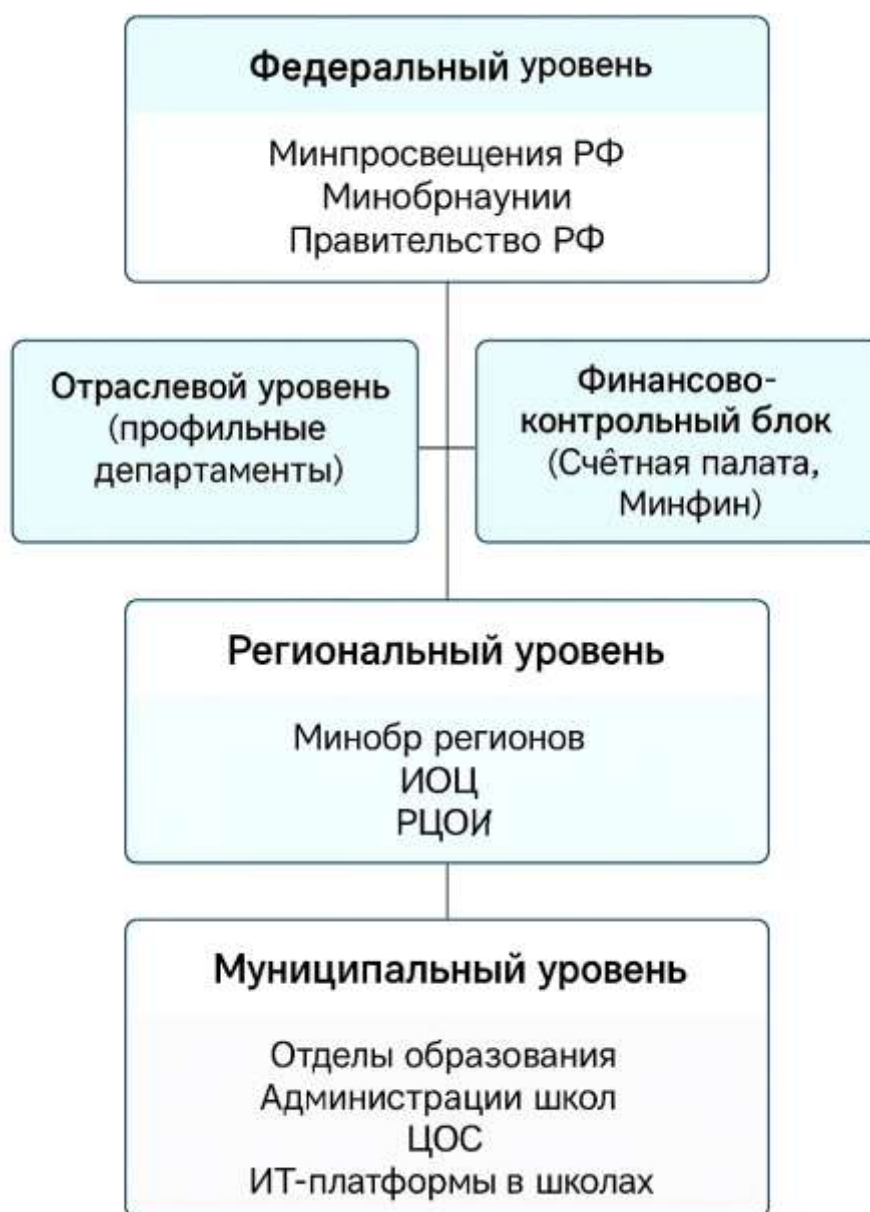 Федеральный уровень
Минпросвещения РФ
Минобрнаунии
Правительство РФ
Отраслевой уровень
(профильные
департаменты)
Финансово-
контрольный блок
(Счётная палата,
Минфин)
Региональный уровень
Минобр регионов
ИОЦ
РЦОИ
Муниципальный уровень
Отделы образования
Администрации школ
ЦОС
ИТ-платформы в школах